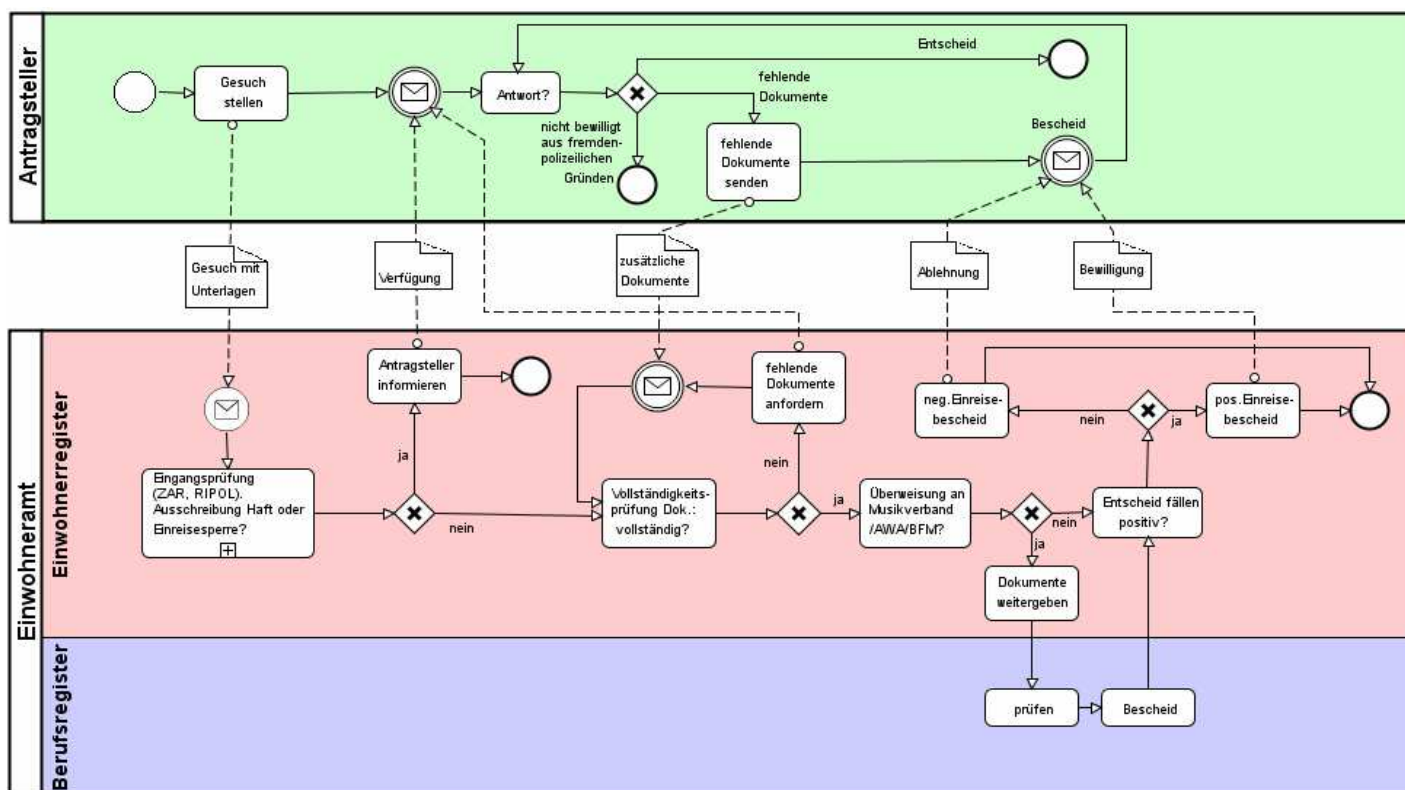 Antragsteller
Gesuch
stellen
Antwort?
Entscheid
fehlende
Dokumente
nicht bewilligt
aus fremden-
polizeilichen
Gründen
fehlende
Dokumente
senden
Bescheid
Gesuch mit
Unterlagen
Verfügung
zusätzliche
Dokumente
Ablehnung
Bewilligung
Einwohneramt
Einwohnerregister
Antragsteller
informieren
ja
nein
Eingangsprüfung
(ZAR, RIPOL).
Ausschreibung Haft oder
Einreisesperre?
fehlende
Dokumente
anfordern
nein
ja
Vollständigkeits-
prüfung Dok.:
vollständig?
Überweisung an
Musikverband
/AWA/BFM?
nein
ja
Dokumente
weitergeben
Entscheid fällen
positiv?
neg.Einreise-
bescheid
nein
ja
pos.Einreise-
bescheid
Berufsregister
prüfen
Bescheid